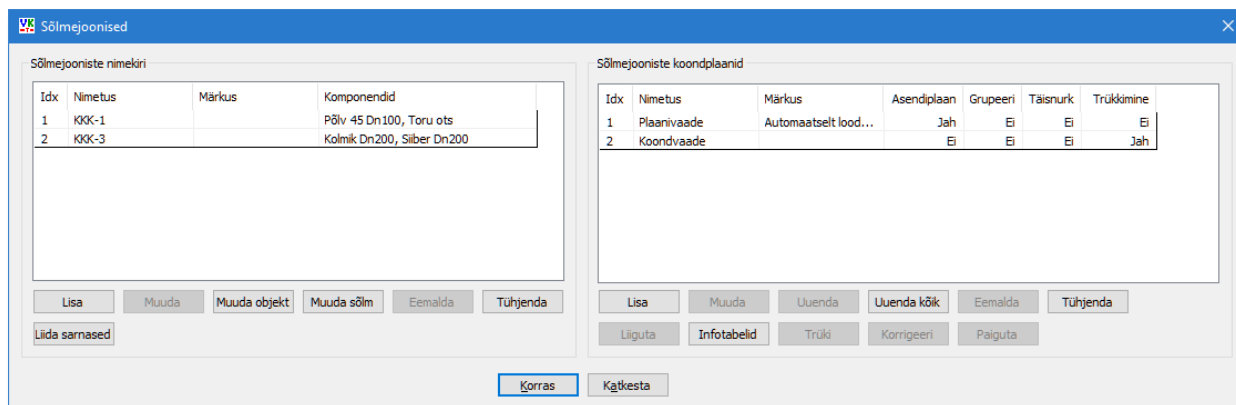 VK
-T-
Sõlmejoonised
Sõlmejooniste nimekiri
Idx Nimetus Märkus Komponendid
1 KKK-1 Põlv 45 Dn100, Toru ots
2 KKK-3 Kolmik Dn200, Siiber Dn200
Lisa Muuda Muuda objekt Muuda sõlm Eemalda Tühjenda
Liida sarnased
Sõlmejooniste koondplaanid
Idx Nimetus Märkus Asendiplaan Grupeeri Täisnurk Trükkimine
1 Plaanivaade Automaatselt lood... Jah Ei Ei Ei
2 Koondvaade Ei Ei Ei Jah
Lisa Muuda Uuenda Uuenda kõik Eemalda Tühjenda
Liiguta Infotabelid Trüki Korrigeeri Paiguta
Korras Katkesta